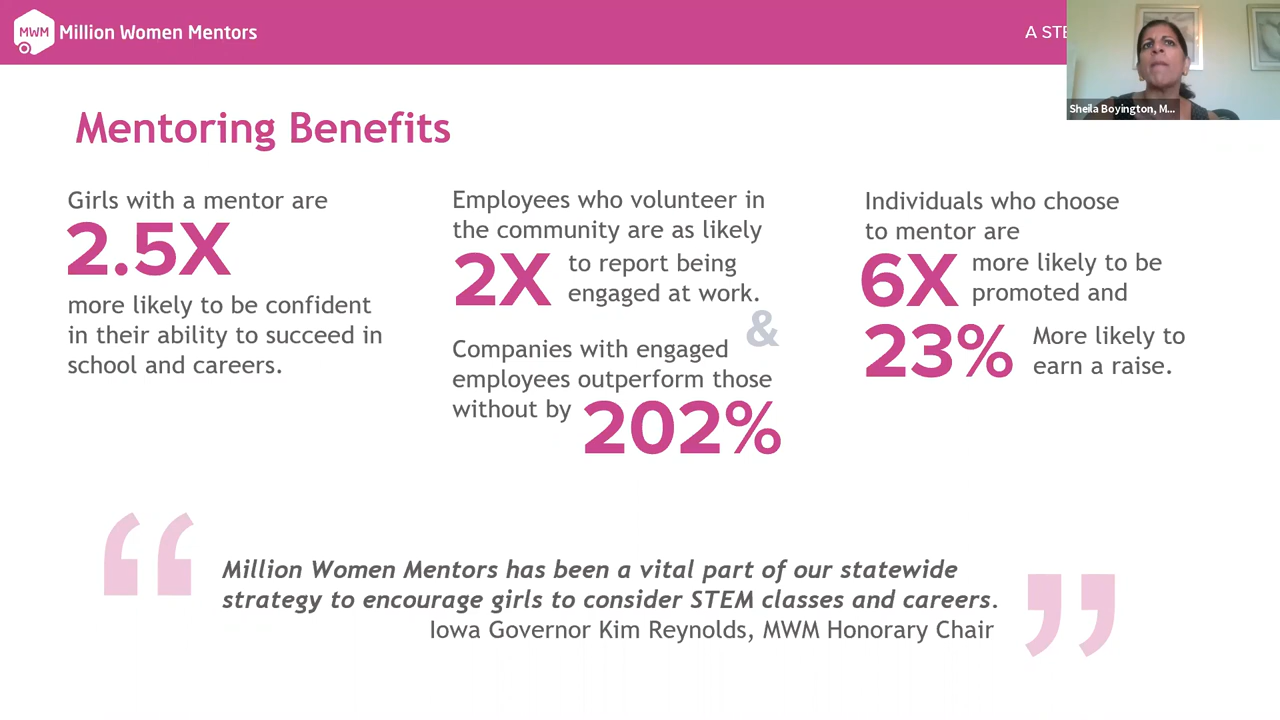 MWM
Million Women Mentors
A STE
Sheila Boyington, M...
Mentoring Benefits
Girls with a mentor are
2.5X
more likely to be confident
in their ability to succeed in
school and careers.
Employees who volunteer in
the community are as likely
2X to report being
engaged at work.
&
Companies with engaged
employees outperform those
without by 202%
Individuals who choose
to mentor are
6X more likely to be
promoted and
23% More likely to
earn a raise.
“Million Women Mentors has been a vital part of our statewide
strategy to encourage girls to consider STEM classes and careers.”
Iowa Governor Kim Reynolds, MWM Honorary Chair